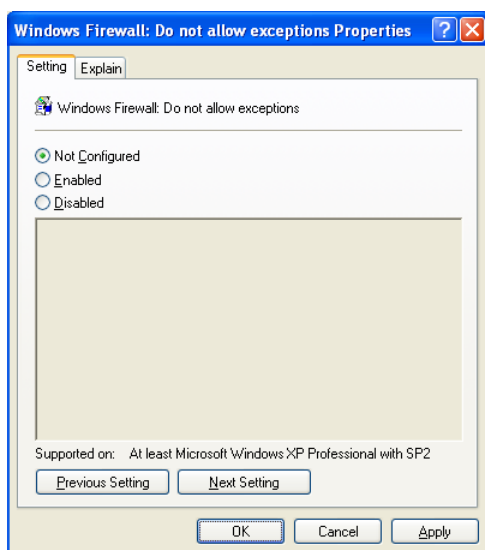 Windows Firewall: Do not allow exceptions Properties
Setting Explain
Windows Firewall: Do not allow exceptions
Not Configured
Enabled
Disabled
Supported on: At least Microsoft Windows XP Professional with SP2
Previous Setting Next Setting
OK Cancel Apply